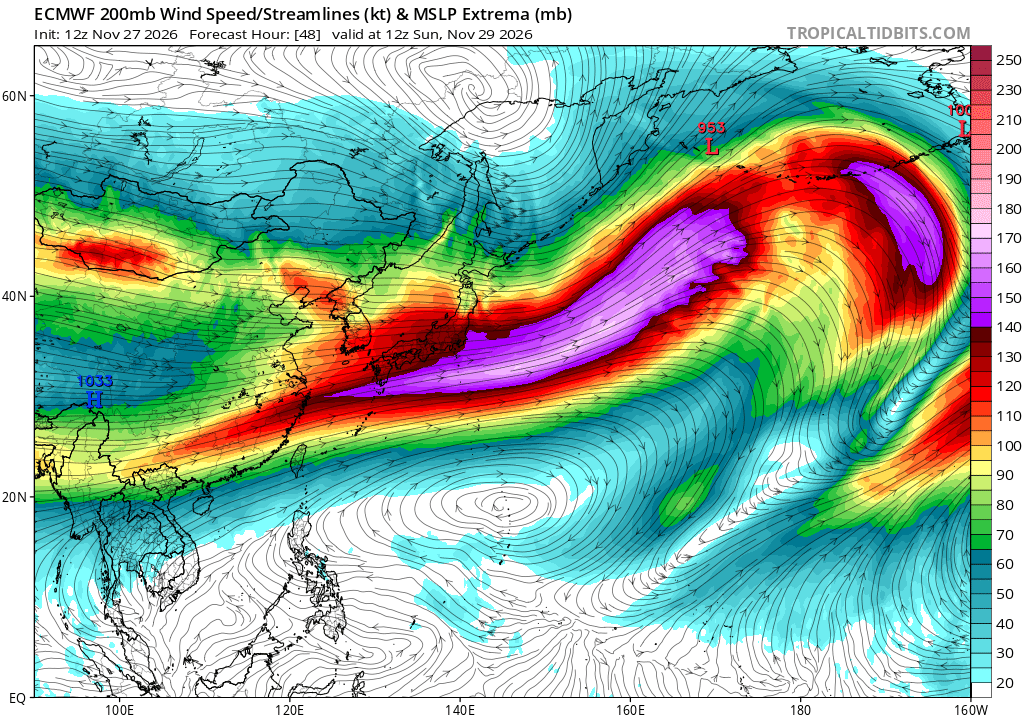 ECMWF 200mb Wind Speed/Streamlines (kt) & MSLP Extrema (mb)
Init: 12z Nov 27 2026 Forecast Hour: [48] valid at 12z Sun, Nov 29 2026
TROPICALTIDBITS.COM
60N
40N
20N
EQ
100E
120E
140E
160E
180
160W
953
L
L
1033
H
250
230
210
200
190
180
170
160
150
140
130
120
110
100
90
80
70
60
50
40
30
20